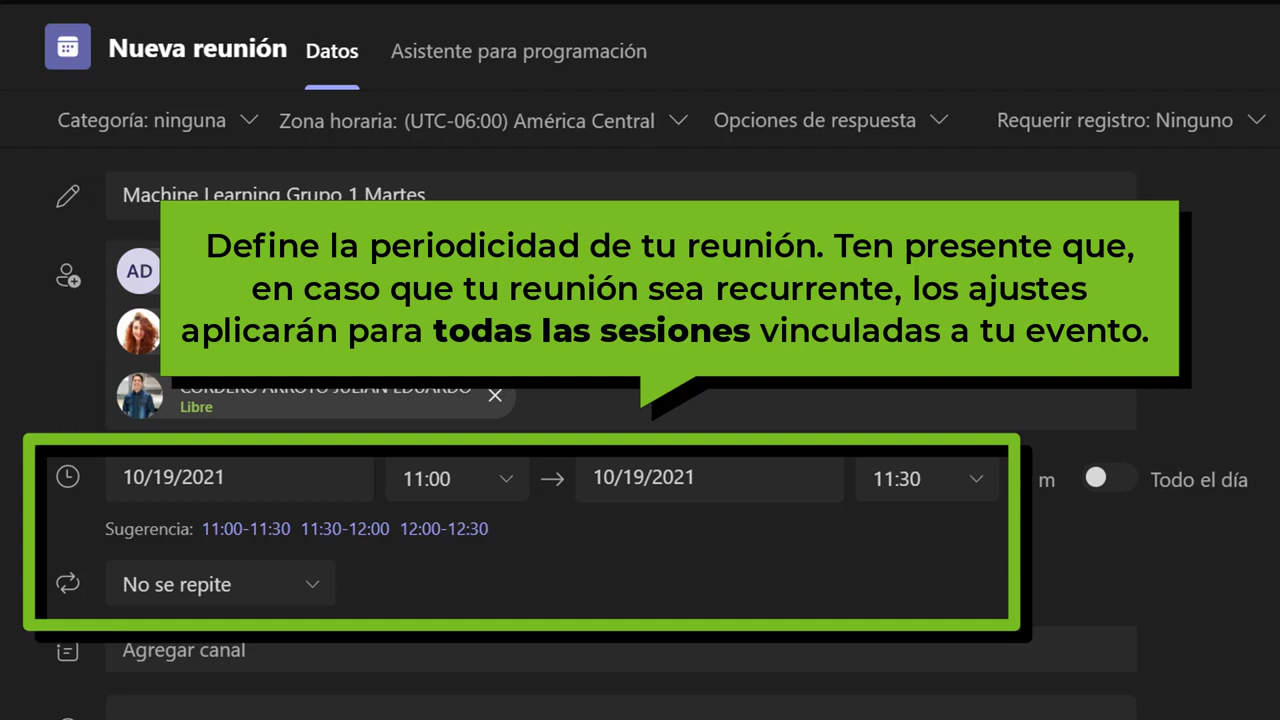 Nueva reunión Datos Asistente para programación
Categoría: ninguna Zona horaria: (UTC-06:00) América Central Opciones de respuesta Requerir registro: Ninguno
Machine Learning Grupo 1 Martes
Define la periodicidad de tu reunión. Ten presente que,
en caso que tu reunión sea recurrente, los ajustes
aplicarán para todas las sesiones vinculadas a tu evento.
AD
CORDERO ARROYO JULIAN EDUARDO
Libre
10/19/2021 11:00 → 10/19/2021 11:30 m Todo el día
Sugerencia: 11:00-11:30 11:30-12:00 12:00-12:30
No se repite
Agregar canal